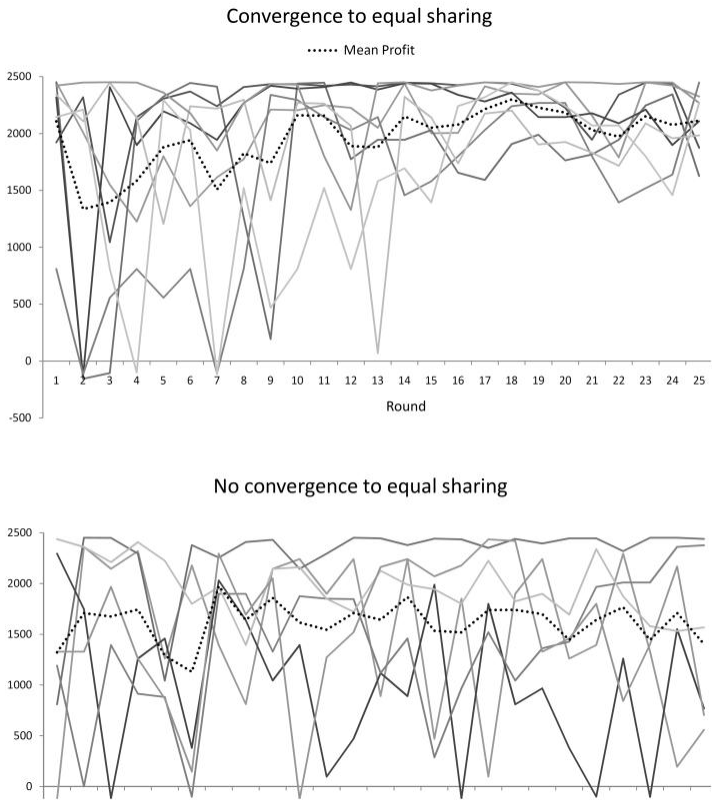 Convergence to equal sharing
Mean Profit
2500
2000
1500
1000
500
0
1 2 3 4 5 6 7 8 9 10 11 12 13 14 15 16 17 18 19 20 21 22 23 24 25
Round
-500
No convergence to equal sharing
2500
2000
1500
1000
500
0